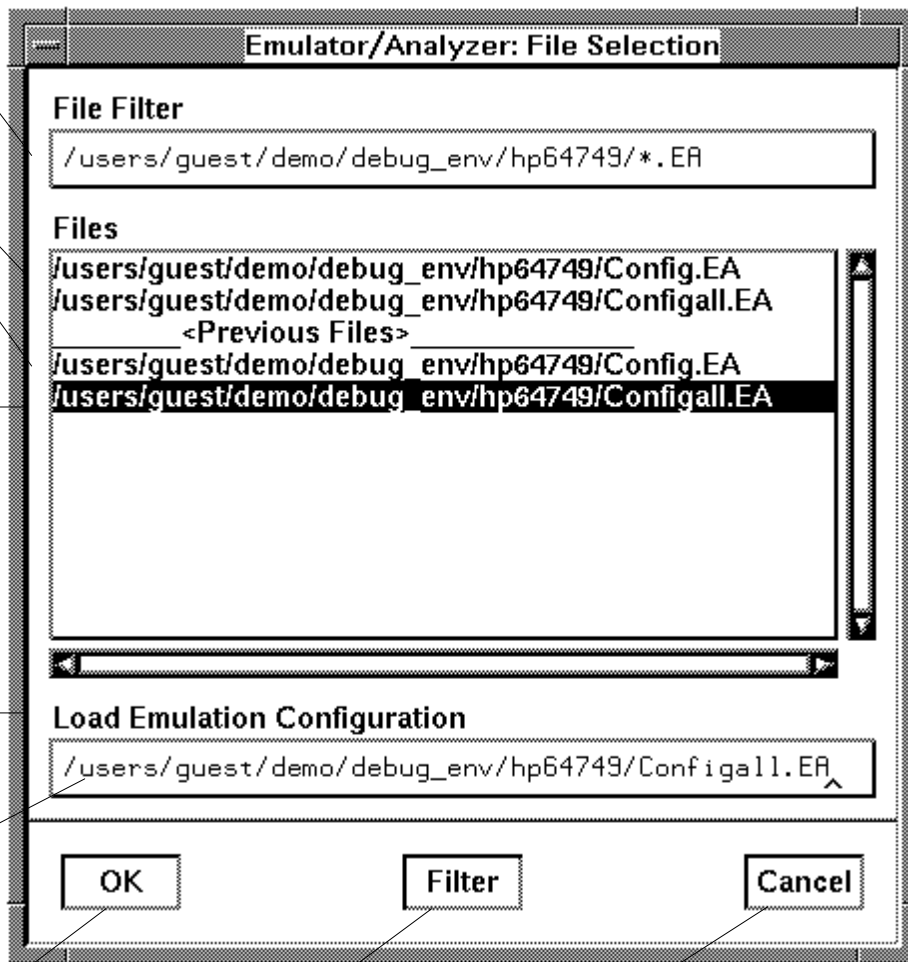 Emulator/Analyzer: File Selection
File Filter
/users/guest/demo/debug_env/hp64749/*.EA
Files
/users/guest/demo/debug_env/hp64749/Config.EA
/users/guest/demo/debug_env/hp64749/Configall.EA
________<Previous Files>______________
/users/guest/demo/debug_env/hp64749/Config.EA
/users/guest/demo/debug_env/hp64749/Configall.EA
Load Emulation Configuration
/users/guest/demo/debug_env/hp64749/Configall.EA
OK Filter Cancel